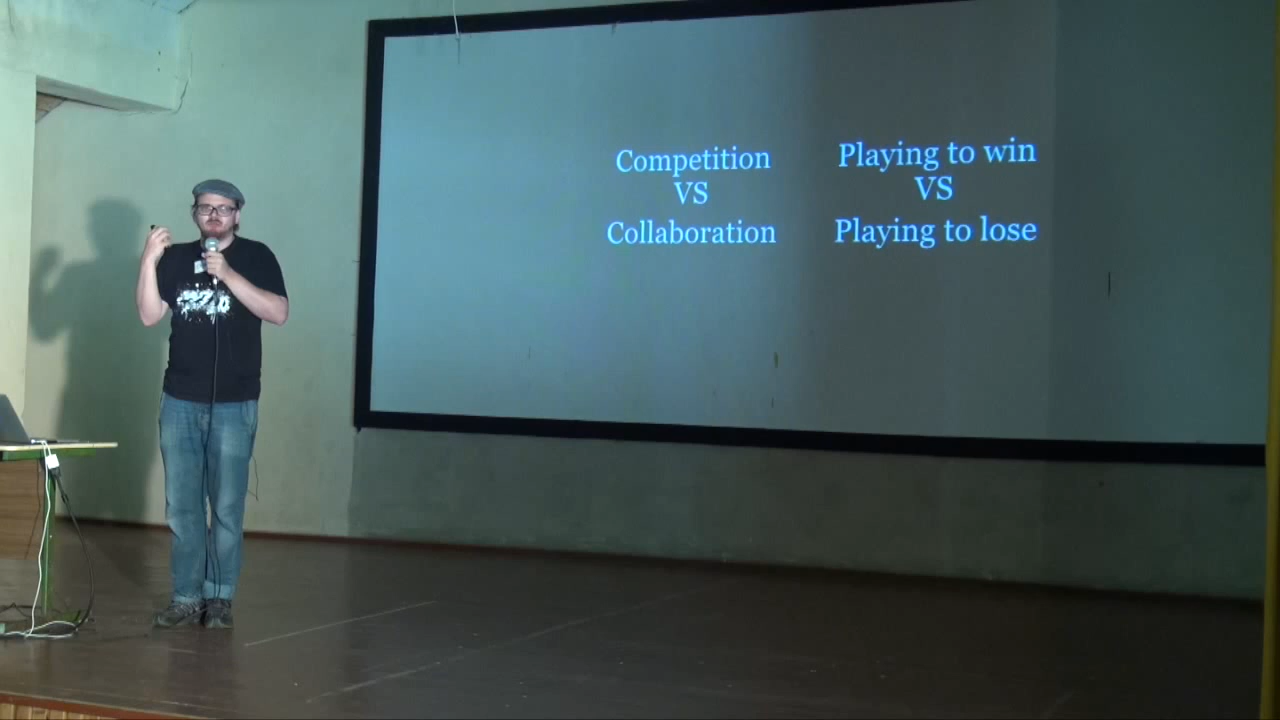 Competition
VS
Collaboration
Playing to win
VS
Playing to lose